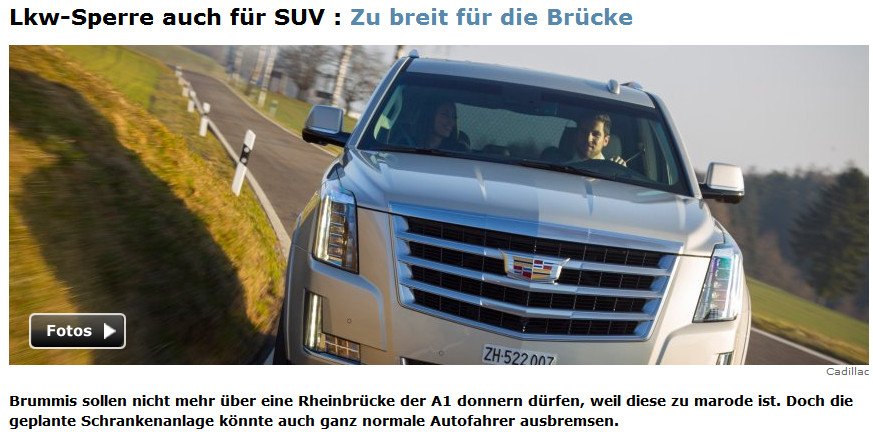 Lkw-Sperre auch für SUV : Zu breit für die Brücke
ZH·522 007
Fotos
Cadillac
Brummis sollen nicht mehr über eine Rheinbrücke der A1 donnern dürfen, weil diese zu marode ist. Doch die
geplante Schrankenanlage könnte auch ganz normale Autofahrer ausbremsen.